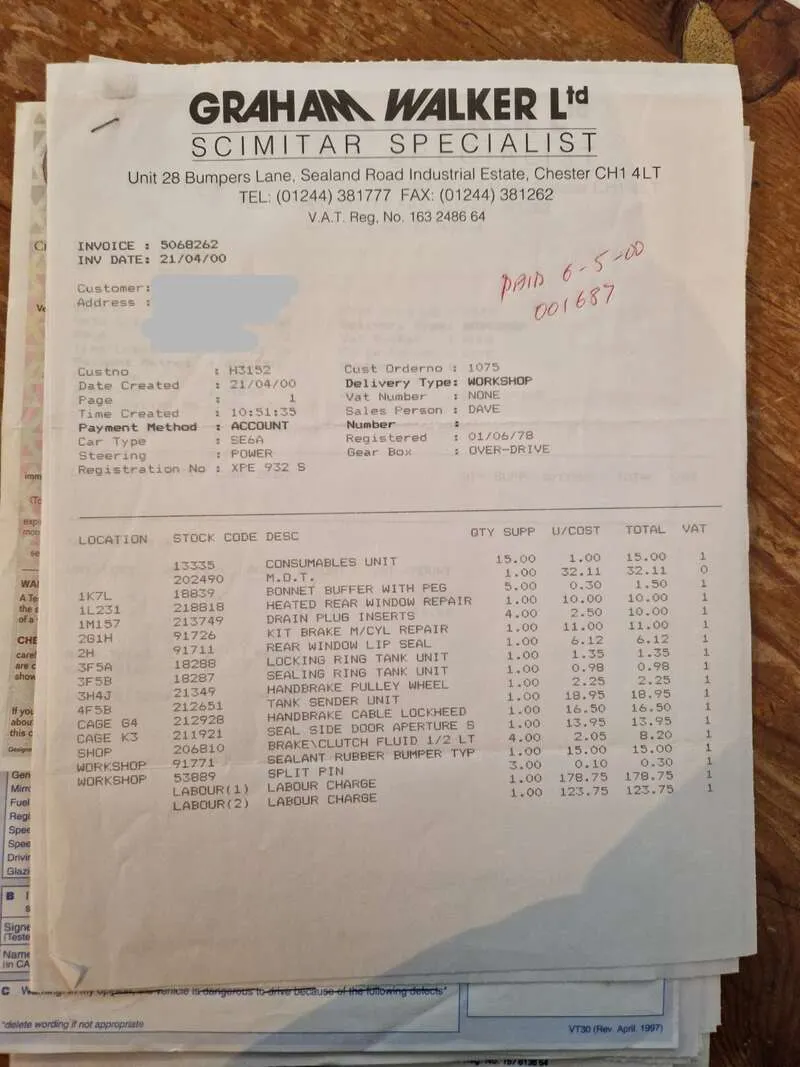 GRAHAM WALKER Ltd
SCIMITAR SPECIALIST
Unit 28 Bumpers Lane, Sealand Road Industrial Estate, Chester CH1 4LT
TEL: (01244) 381777 FAX: (01244) 381262
V.A.T. Reg, No. 163 2486 64
INVOICE : 5068262
INV DATE: 21/04/00
PAID 6-5-00
001687
Customer:
Address :
Custno : H3152 Cust Orderno : 1075
Date Created : 21/04/00 Delivery Type: WORKSHOP
Page : 1 Vat Number : NONE
Time Created : 10:51:35 Sales Person : DAVE
Payment Method : ACCOUNT Number :
Car Type : SE6A Registered : 01/06/78
Steering : POWER Gear Box : OVER-DRIVE
Registration No : XPE 932 S
LOCATION STOCK CODE DESC QTY SUPP U/COST TOTAL VAT
13335 CONSUMABLES UNIT 15.00 1.00 15.00 1
202490 M.O.T. 1.00 32.11 32.11 0
1K7L 18839 BONNET BUFFER WITH PEG 5.00 0.30 1.50 1
1L231 218818 HEATED REAR WINDOW REPAIR 1.00 10.00 10.00 1
1M157 213749 DRAIN PLUG INSERTS 4.00 2.50 10.00 1
2G1H 91726 KIT BRAKE M/CYL REPAIR 1.00 11.00 11.00 1
2H 91711 REAR WINDOW LIP SEAL 1.00 6.12 6.12 1
3F5A 18288 LOCKING RING TANK UNIT 1.00 1.35 1.35 1
3F5B 18287 SEALING RING TANK UNIT 1.00 0.98 0.98 1
3H4J 21349 HANDBRAKE PULLEY WHEEL 1.00 2.25 2.25 1
4F5B 212651 TANK SENDER UNIT 1.00 18.95 18.95 1
CAGE G4 212928 HANDBRAKE CABLE LOCKHEED 1.00 16.50 16.50 1
CAGE K3 211921 SEAL SIDE DOOR APERTURE S 1.00 13.95 13.95 1
SHOP 206810 BRAKE\CLUTCH FLUID 1/2 LT 4.00 2.05 8.20 1
WORKSHOP 91771 SEALANT RUBBER BUMPER TYP 1.00 15.00 15.00 1
WORKSHOP 53889 SPLIT PIN 3.00 0.10 0.30 1
LABOUR(1) LABOUR CHARGE 1.00 178.75 178.75 1
LABOUR(2) LABOUR CHARGE 1.00 123.75 123.75 1
C vehicle is dangerous to drive because of the following defects*
*delete wording if not appropriate
VT30 (Rev. April. 1997)